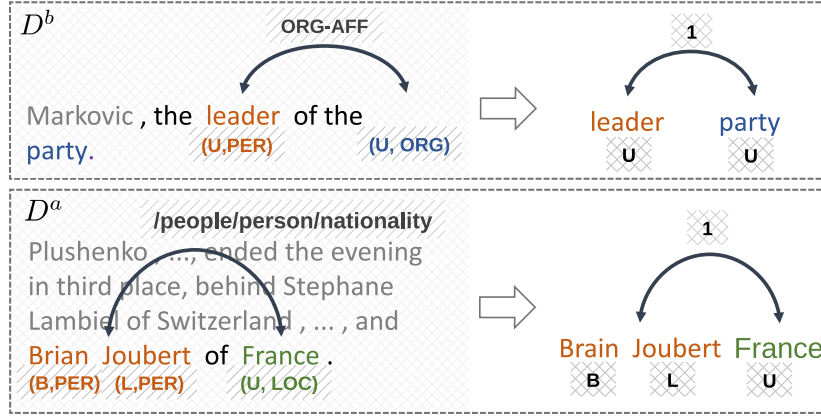 D^b
ORG-AFF
Markovic , the leader of the
party.
(U,PER)
(U, ORG)
1
leader party
U U
D^a
/people/person/nationality
Plushenko , ..., ended the evening
in third place, behind Stephane
Lambiel of Switzerland , ... , and
Brian Joubert of France .
(B,PER) (L,PER) (U, LOC)
1
Brain Joubert France
B L U